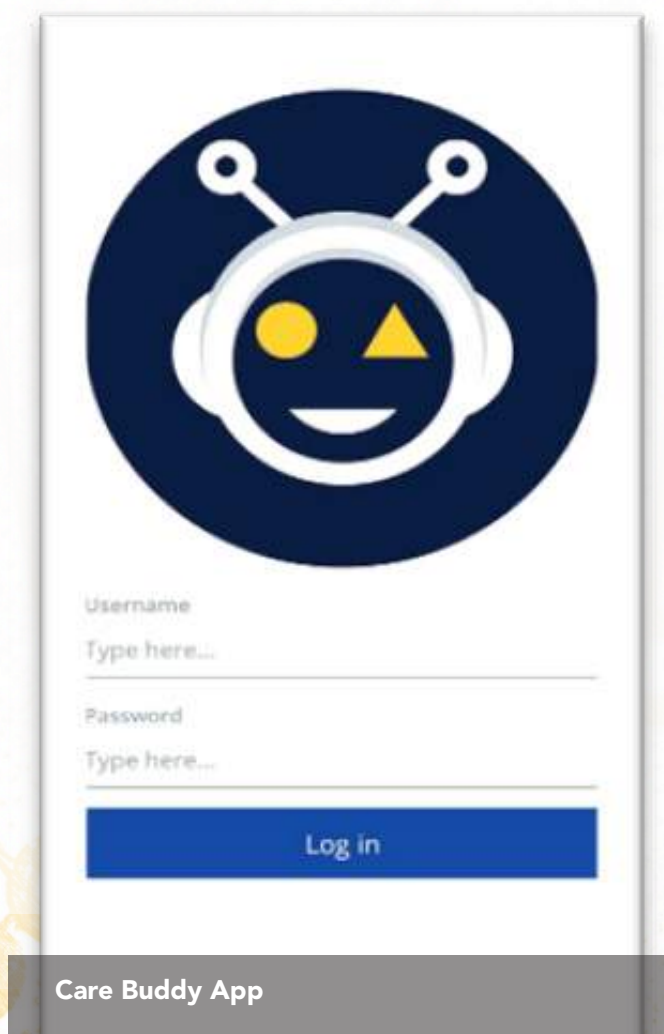 Username
Type here...
Password
Type here...
Log in
Care Buddy App